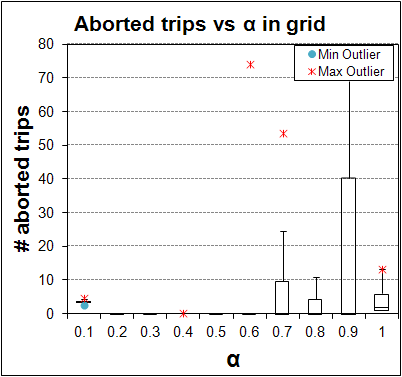 Aborted trips vs α in grid
Min Outlier
Max Outlier
# aborted trips
80
70
60
50
40
30
20
10
0
0.1 0.2 0.3 0.4 0.5 0.6 0.7 0.8 0.9 1
α